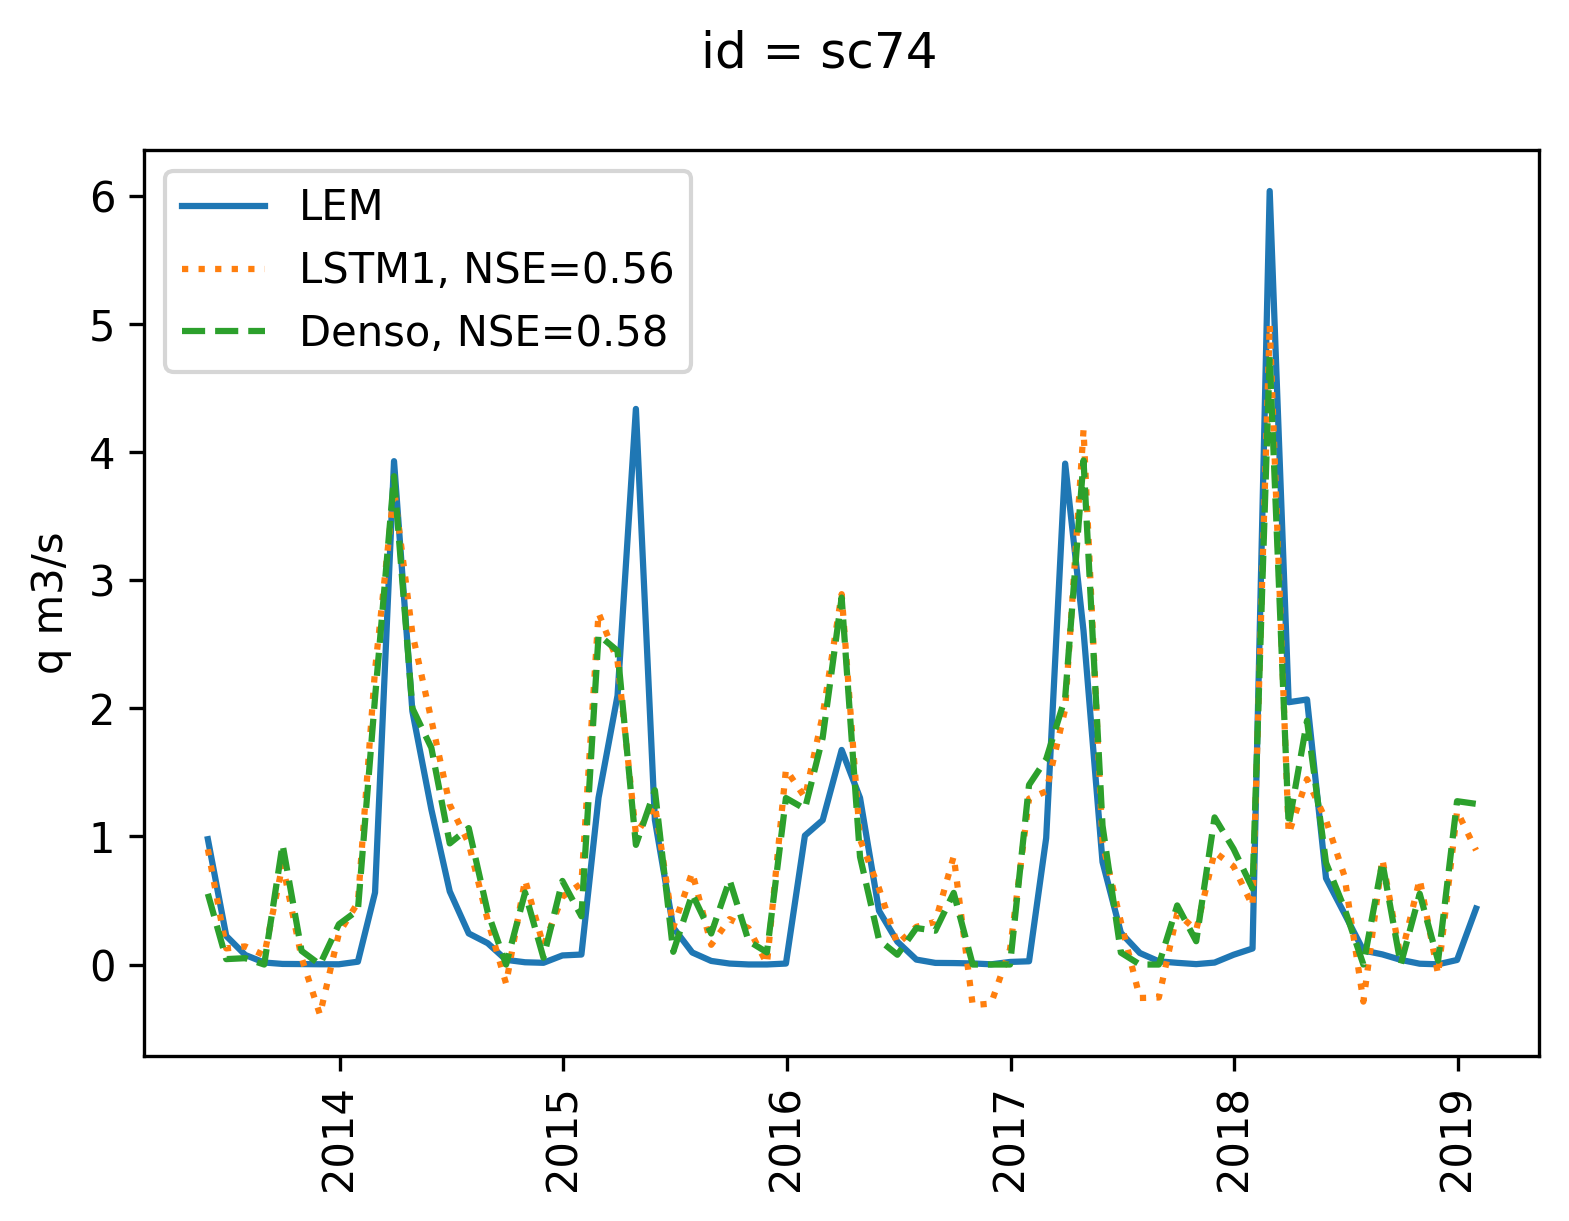 id = sc74
LEM
LSTM1, NSE=0.56
Denso, NSE=0.58
q m3/s
6
5
4
3
2
1
0
2014
2015
2016
2017
2018
2019